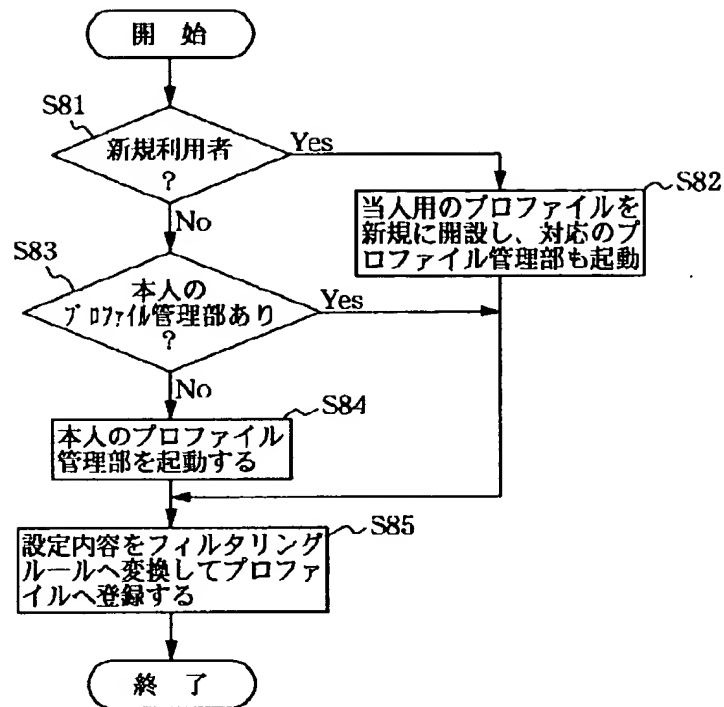 開 始
S81
新規利用者
?
Yes
S82
当人用のプロファイルを
新規に開設し、対応のプ
ロファイル管理部も起動
No
S83
本人の
プロファイル管理部あり
?
Yes
No
S84
本人のプロファイル
管理部を起動する
S85
設定内容をフィルタリング
ルールへ変換してプロファ
イルへ登録する
終 了